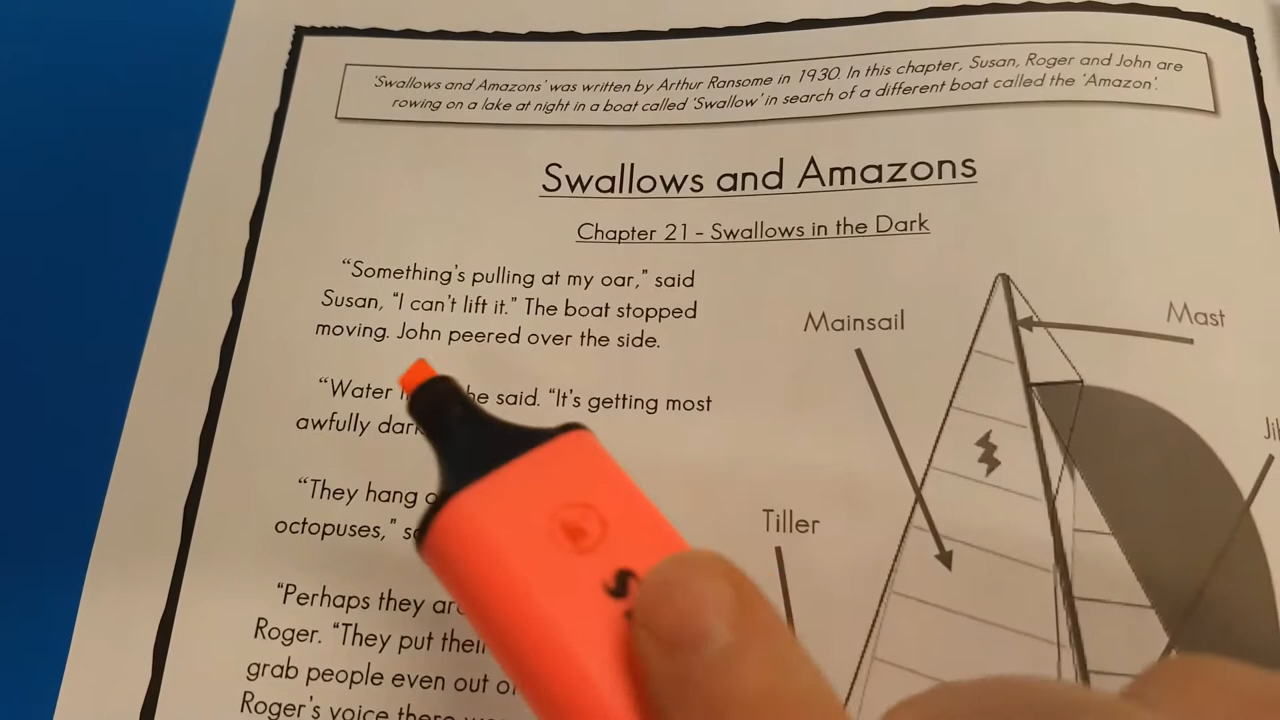 'Swallows and Amazons' was written by Arthur Ransome in 1930. In this chapter, Susan, Roger and John are
rowing on a lake at night in a boat called 'Swallow' in search of a different boat called the 'Amazon'.
Swallows and Amazons
Chapter 21 - Swallows in the Dark
"Something's pulling at my oar," said
Susan, "I can't lift it." The boat stopped
moving. John peered over the side.
"Water he said. "It's getting most
awfully
"They hang
octopuses,"
"Perhaps they
Roger. "They put
grab people even out
Roger's voice
Mainsail
Mast
Tiller